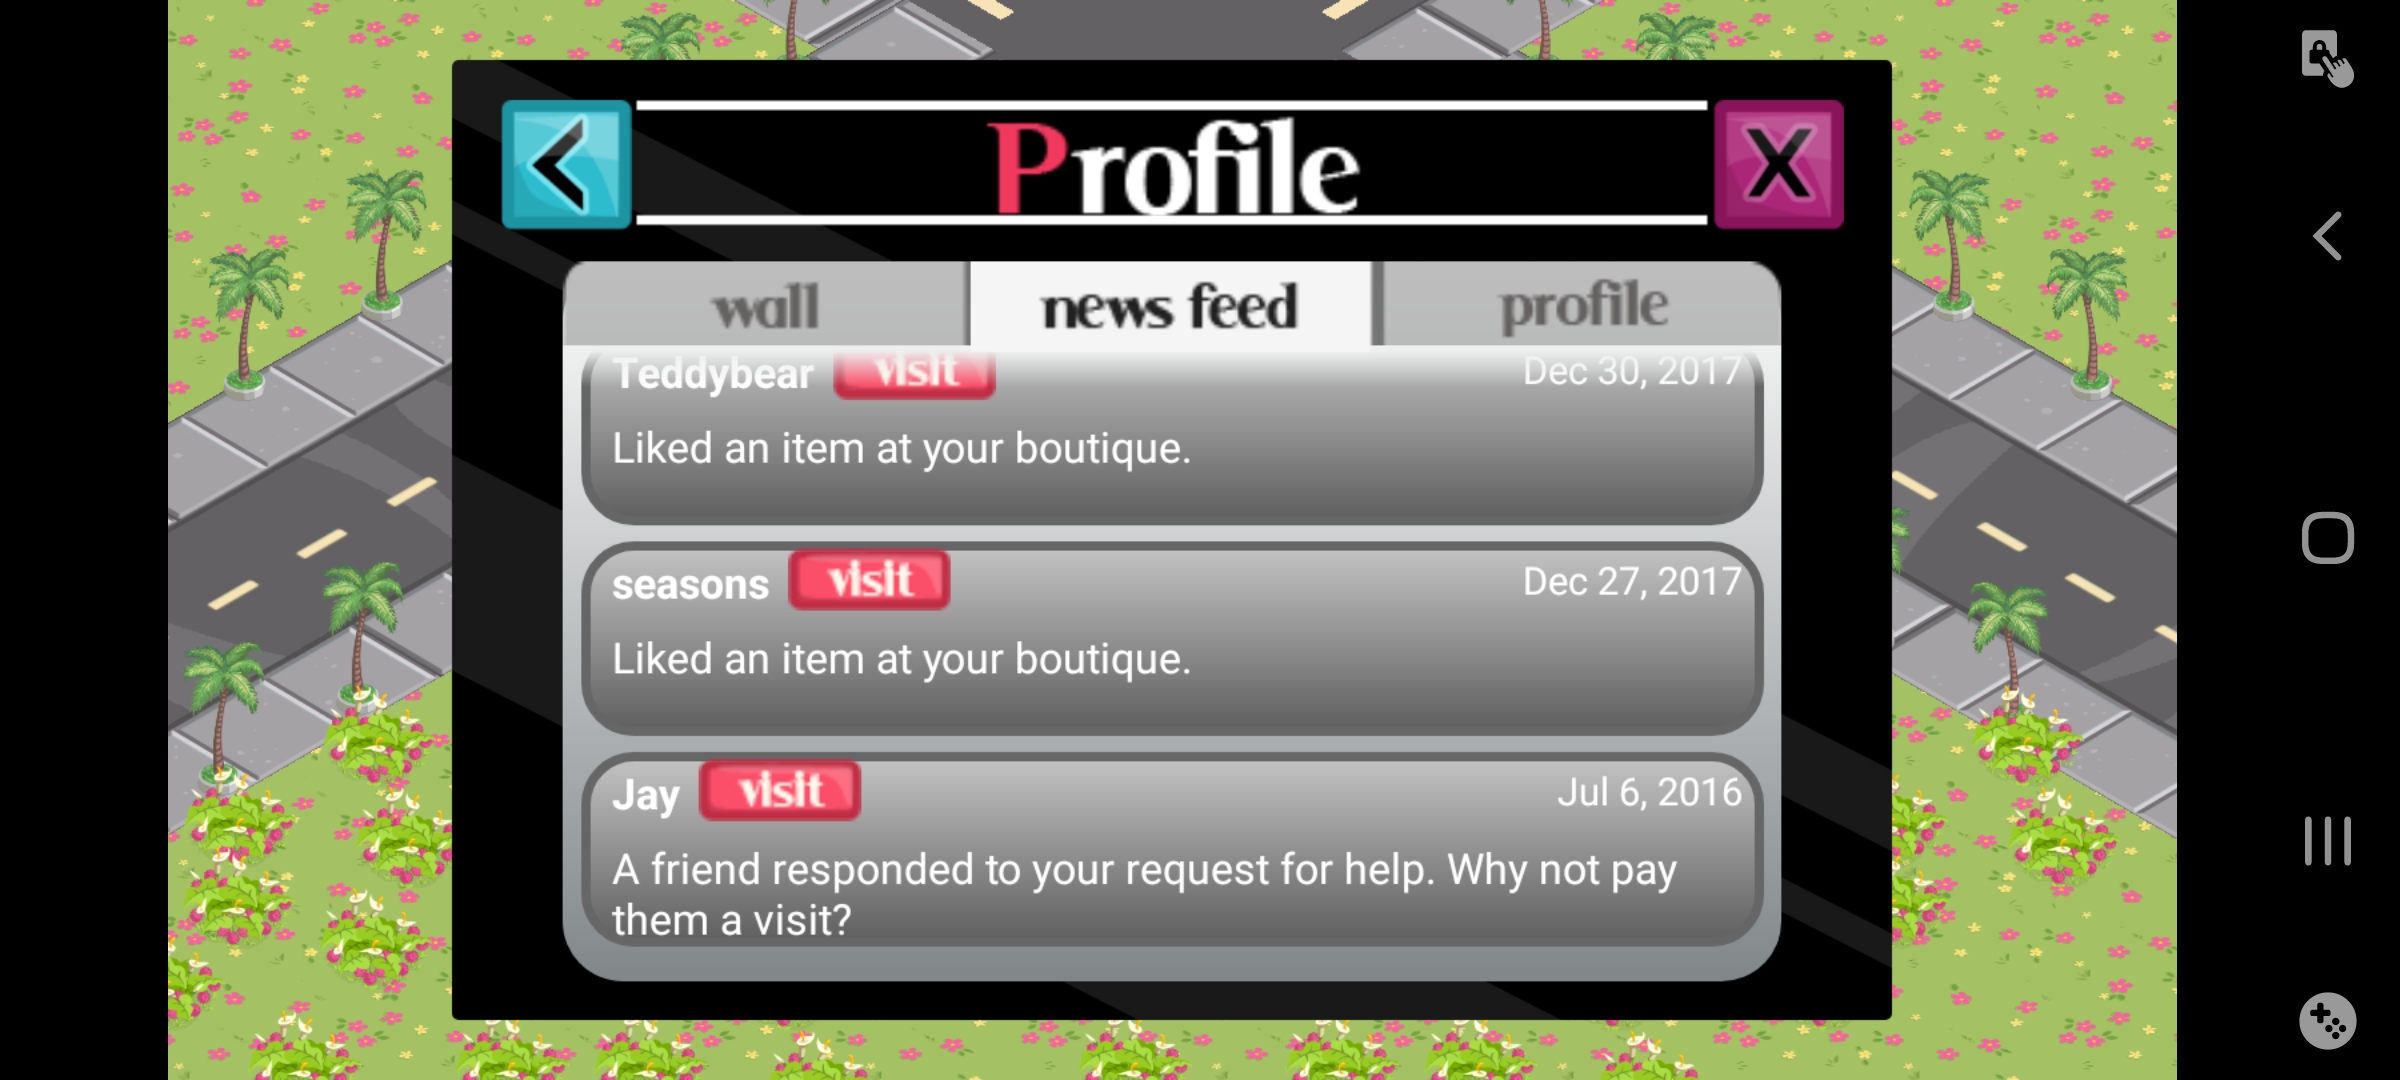 Profile
wall
news feed
profile
Teddybear visit Dec 30, 2017
Liked an item at your boutique.
seasons visit Dec 27, 2017
Liked an item at your boutique.
Jay visit Jul 6, 2016
A friend responded to your request for help. Why not pay
them a visit?